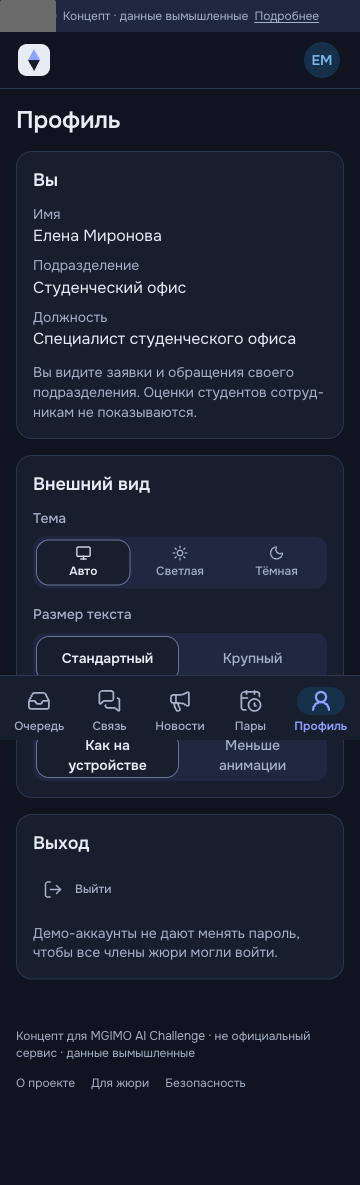 Концепт · данные вымышленные Подробнее
ЕМ
Профиль
Вы
Имя
Елена Миронова
Подразделение
Студенческий офис
Должность
Специалист студенческого офиса
Вы видите заявки и обращения своего
подразделения. Оценки студентов сотруд-
никам не показываются.
Внешний вид
Тема
Авто
Светлая
Тёмная
Размер текста
Стандартный
Крупный
Очередь
Связь
Новости
Пары
Профиль
Как на
устройстве
Меньше
анимации
Выход
Выйти
Демо-аккаунты не дают менять пароль,
чтобы все члены жюри могли войти.
Концепт для MGIMO AI Challenge · не официальный
сервис · данные вымышленные
О проекте Для жюри Безопасность